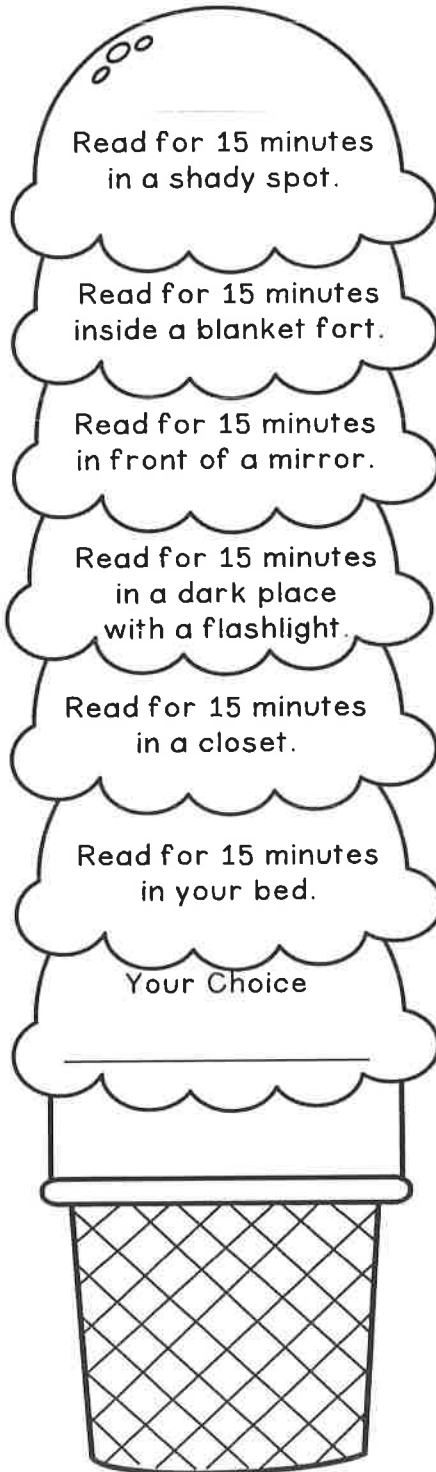 Read for 15 minutes
in a shady spot.
Read for 15 minutes
inside a blanket fort.
Read for 15 minutes
in front of a mirror.
Read for 15 minutes
in a dark place
with a flashlight.
Read for 15 minutes
in a closet.
Read for 15 minutes
in your bed.
Your Choice